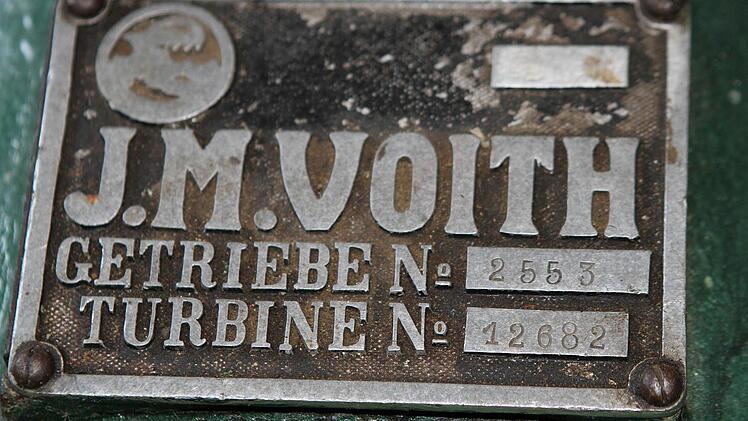 J.M.VOITH
GETRIEBE Nº 2553
TURBINE Nº 12682